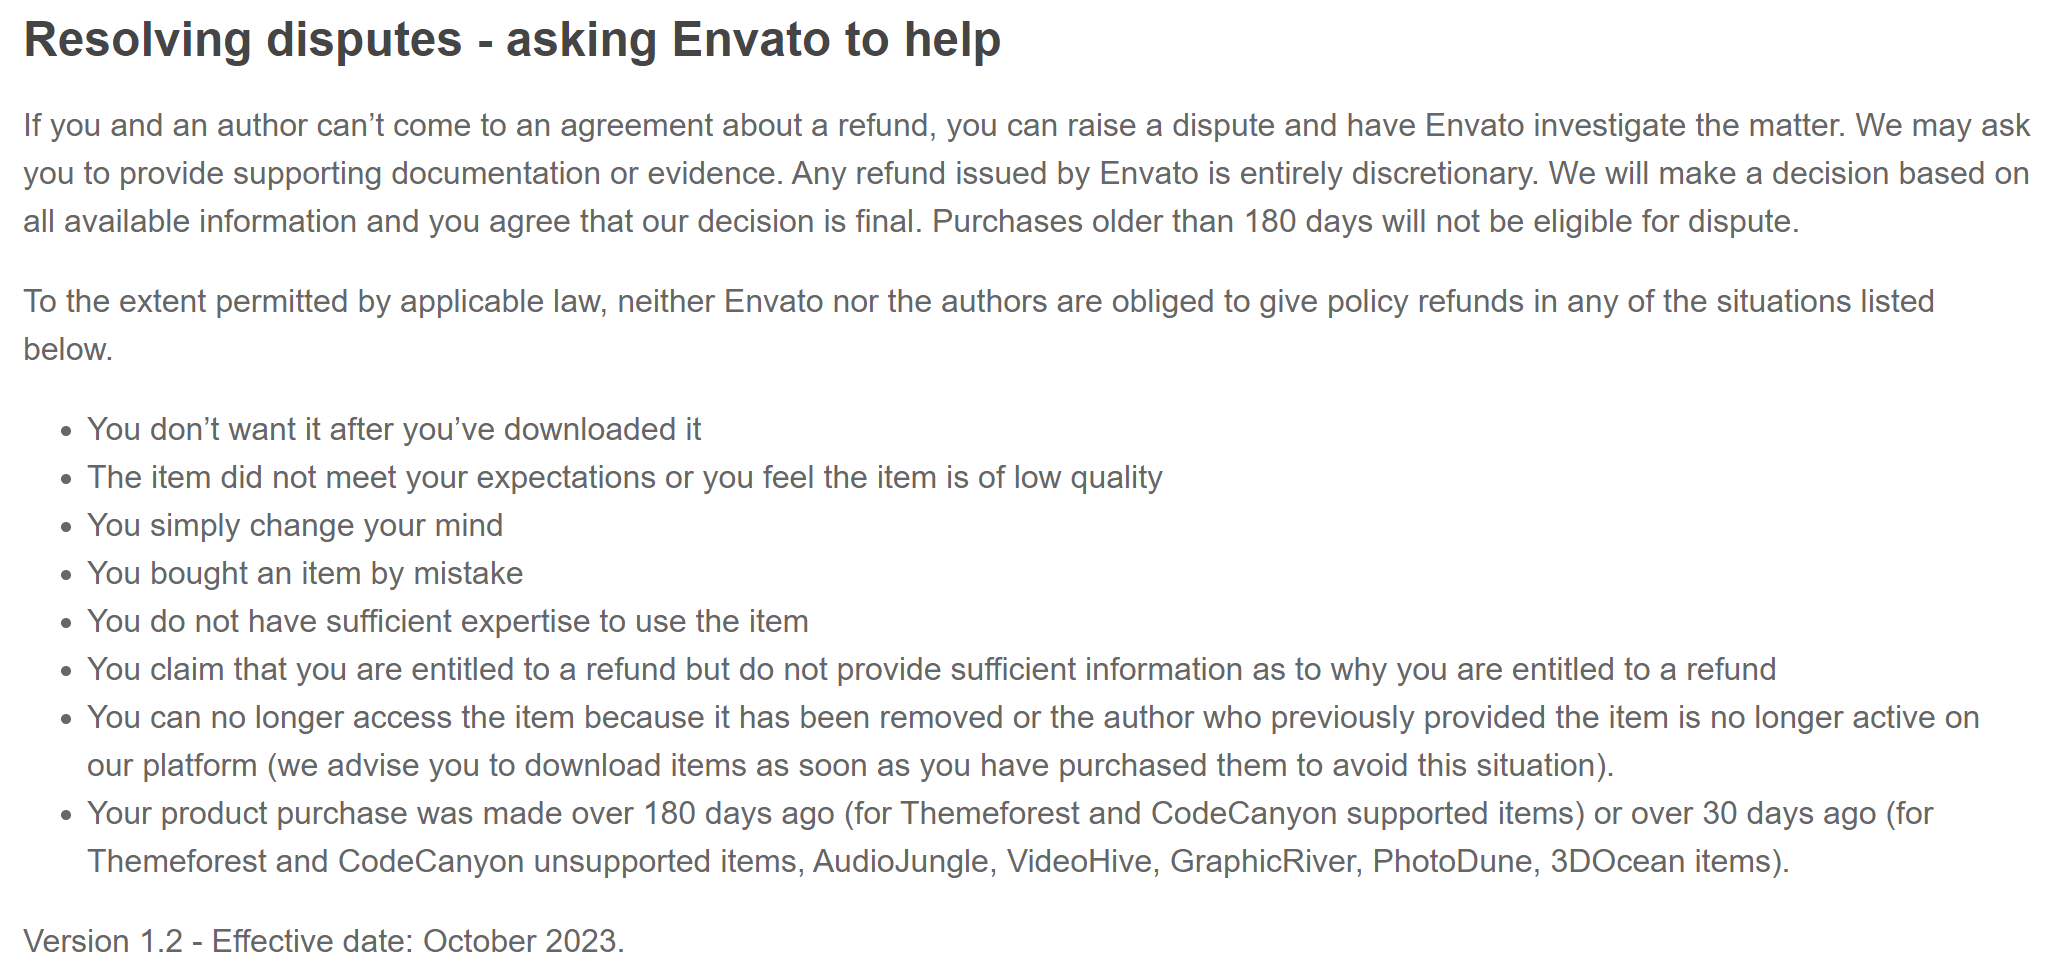 Resolving disputes - asking Envato to help
If you and an author can’t come to an agreement about a refund, you can raise a dispute and have Envato investigate the matter. We may ask
you to provide supporting documentation or evidence. Any refund issued by Envato is entirely discretionary. We will make a decision based on
all available information and you agree that our decision is final. Purchases older than 180 days will not be eligible for dispute.
To the extent permitted by applicable law, neither Envato nor the authors are obliged to give policy refunds in any of the situations listed
below.
• You don’t want it after you’ve downloaded it
• The item did not meet your expectations or you feel the item is of low quality
• You simply change your mind
• You bought an item by mistake
• You do not have sufficient expertise to use the item
• You claim that you are entitled to a refund but do not provide sufficient information as to why you are entitled to a refund
• You can no longer access the item because it has been removed or the author who previously provided the item is no longer active on
our platform (we advise you to download items as soon as you have purchased them to avoid this situation).
• Your product purchase was made over 180 days ago (for Themeforest and CodeCanyon supported items) or over 30 days ago (for
Themeforest and CodeCanyon unsupported items, AudioJungle, VideoHive, GraphicRiver, PhotoDune, 3DOcean items).
Version 1.2 - Effective date: October 2023.